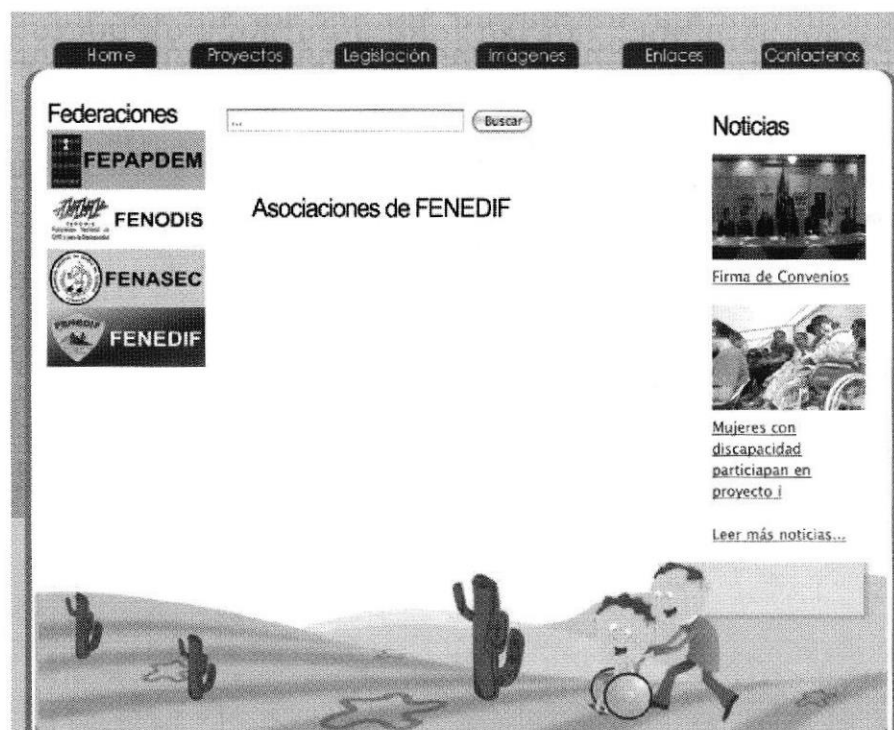 Home Proyectos Legislación Imágenes Enlaces Contactenos
Federaciones
FEPAPDEM
FENODIS
FENASEC
FENEDIF
FENEDIF
... Buscar
Asociaciones de FENEDIF
Noticias
Firma de Convenios
Mujeres con
discapacidad
particiapan en
proyecto i
Leer más noticias...